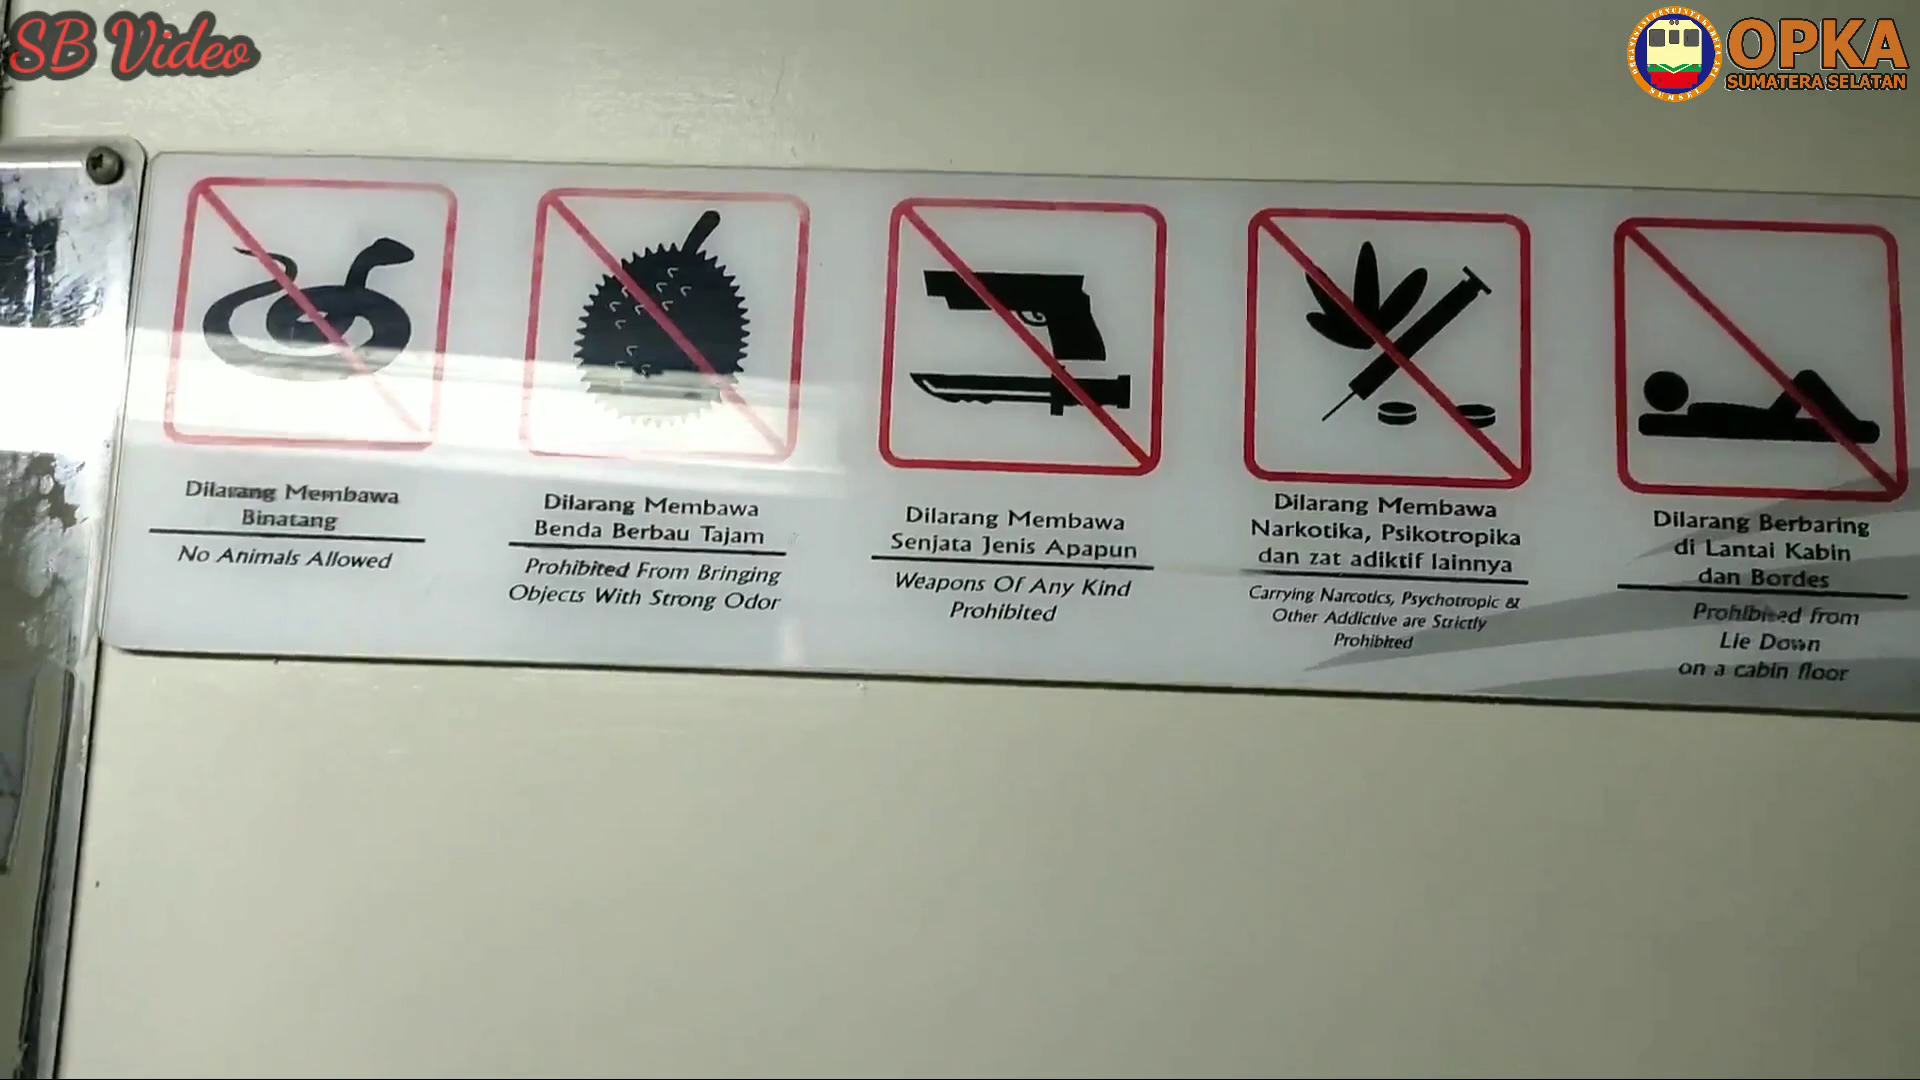 SB Video
OPKA
SUMATERA SELATAN
Dilarang Membawa
Binatang
No Animals Allowed
Dilarang Membawa
Benda Berbau Tajam
Prohibited From Bringing
Objects With Strong Odor
Dilarang Membawa
Senjata Jenis Apapun
Weapons Of Any Kind
Prohibited
Dilarang Membawa
Narkotika, Psikotropika
dan zat adiktif lainnya
Carrying Narcotics, Psychotropic &
Other Addictive are Strictly
Prohibited
Dilarang Berbaring
di Lantai Kabin
dan Bordes
Prohibited from
Lie Down
on a cabin floor